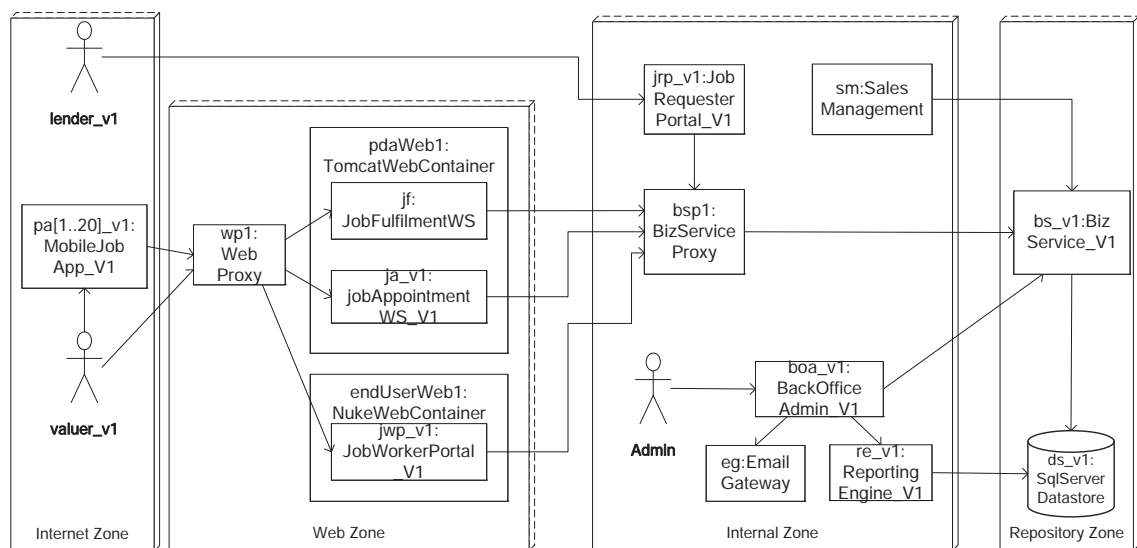 lender_v1
pa[1..20]_v1:
MobileJob
App_V1
valuer_v1
Internet Zone
wp1:
Web
Proxy
pdaWeb1:
TomcatWebContainer
jf:
JobFulfilmentWS
ja_v1:
jobAppointment
WS_V1
endUserWeb1:
NukeWebContainer
jwp_v1:
JobWorkerPortal
_V1
Web Zone
jrp_v1:Job
Requester
Portal_V1
sm:Sales
Management
bsp1:
BizService
Proxy
Admin
boa_v1:
BackOffice
Admin_V1
eg:Email
Gateway
re_v1:
Reporting
Engine_V1
Internal Zone
bs_v1:Biz
Service_V1
ds_v1:
SqlServer
Datastore
Repository Zone